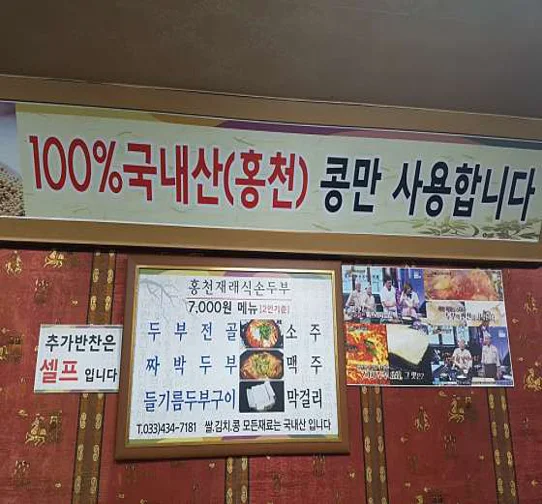 100%국내산(홍천) 콩만 사용합니다
홍천재래식손두부
7,000원 메뉴(2인기준)
두부전골 소주
짜박두부 맥주
들기름두부구이 막걸리
T.033)434-7181 쌀,김치,콩 모든재료는 국내산 입니다
추가반찬은
셀프 입니다